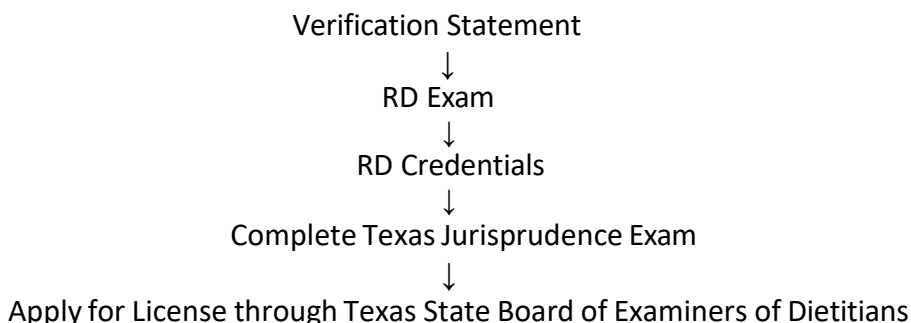 Verification Statement
↓
RD Exam
↓
RD Credentials
↓
Complete Texas Jurisprudence Exam
↓
Apply for License through Texas State Board of Examiners of Dietitians